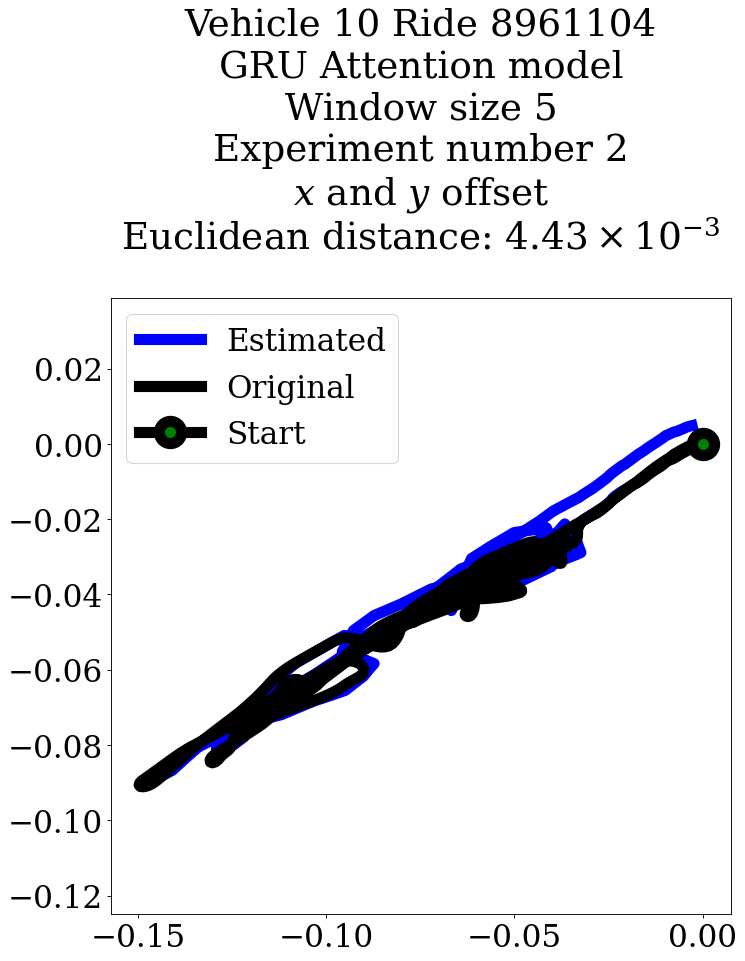 Vehicle 10 Ride 8961104
GRU Attention model
Window size 5
Experiment number 2
x and y offset
Euclidean distance: 4.43 × 10⁻³
Estimated
Original
Start
0.02
0.00
−0.02
−0.04
−0.06
−0.08
−0.10
−0.12
−0.15
−0.10
−0.05
0.00